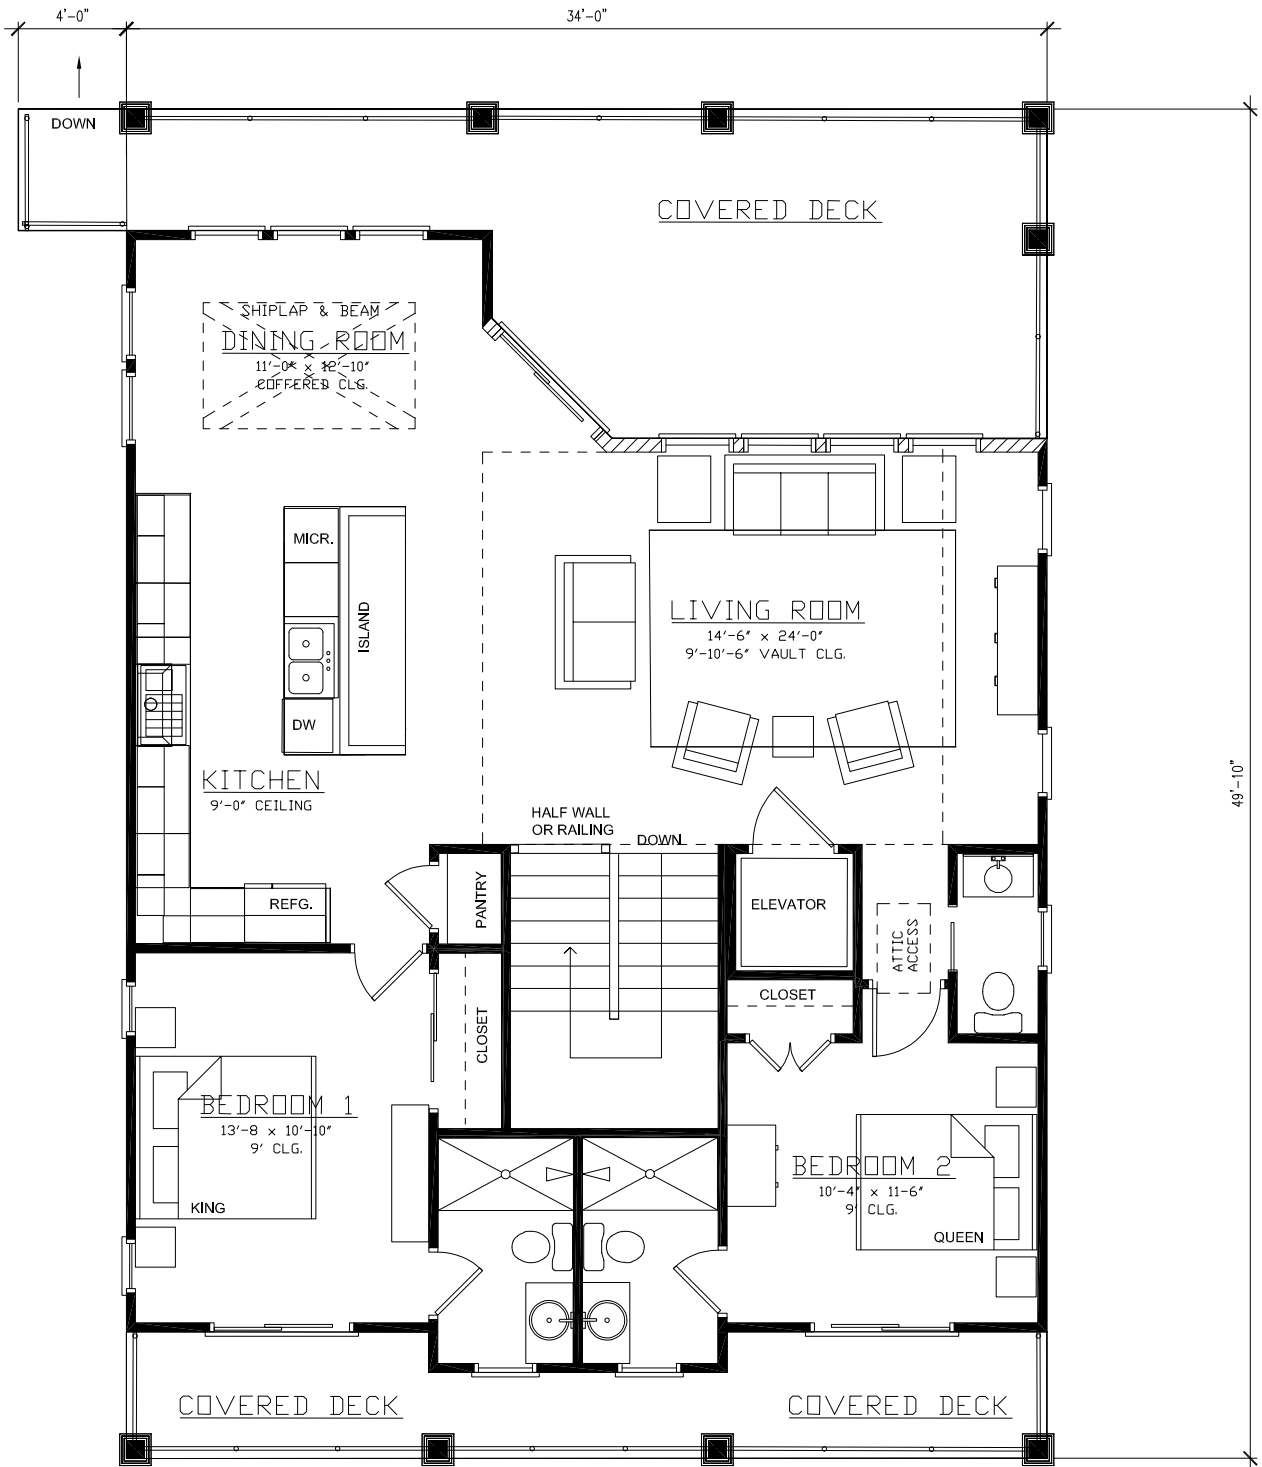 4'-0"
34'-0"
DOWN
COVERED DECK
SHIPLAP & BEAM
DINING ROOM
11'-0" x 12'-10"
COFFERED CLG.
MICR.
ISLAND
DW
LIVING ROOM
14'-6" x 24'-0"
9'-10'-6" VAULT CLG.
49'-10"
KITCHEN
9'-0" CEILING
HALF WALL
OR RAILING
DOWN
PANTRY
REFG.
ELEVATOR
ATTIC
ACCESS
CLOSET
CLOSET
BEDROOM 1
13'-8 x 10'-10"
9' CLG.
KING
BEDROOM 2
10'-4" x 11-6"
9' CLG.
QUEEN
COVERED DECK
COVERED DECK